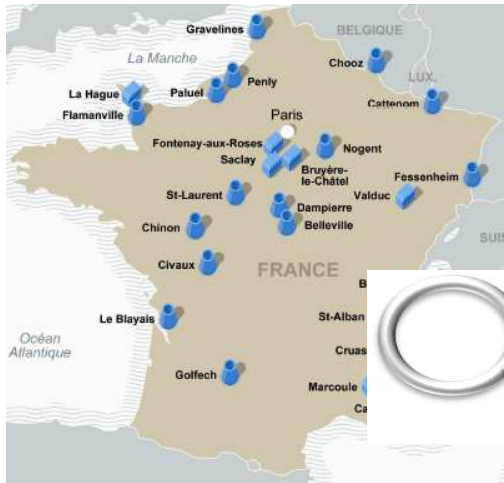 Gravelines
BELGIQUE
La Manche
Chooz
LUX.
Penly
Paluel
La Hague
Flamanville
Cattenom
Paris
Fontenay-aux-Roses
Saclay
Nogent
Bruyère-
le-Châtel
Fessenheim
Valduc
St-Laurent
Dampierre
Belleville
Chinon
SUIS
Civaux
FRANCE
B
St-Alban
Le Blayais
Océan
Atlantique
Cruas
Golfech
Marcoule
Ca